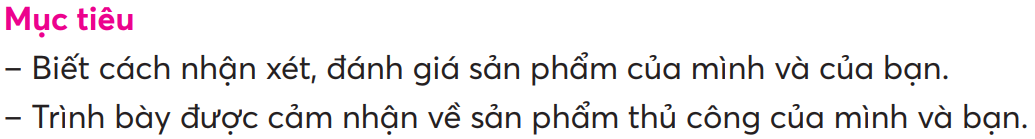 Mục tiêu
– Biết cách nhận xét, đánh giá sản phẩm của mình và của bạn.
– Trình bày được cảm nhận về sản phẩm thủ công của mình và bạn.